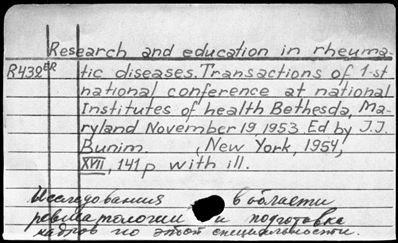 Research and education in rheuma-
R432ER tic diseases. Transactions of 1-st
national conference at national
Institutes of health Bethesda, Ma-
ryland November 19, 1953. Ed by J.J.
Bunim. , New York, 1954,
XVII, 141p with ill.
Исследования в области
ревматологии и подготовка
кадров по этой специальности.